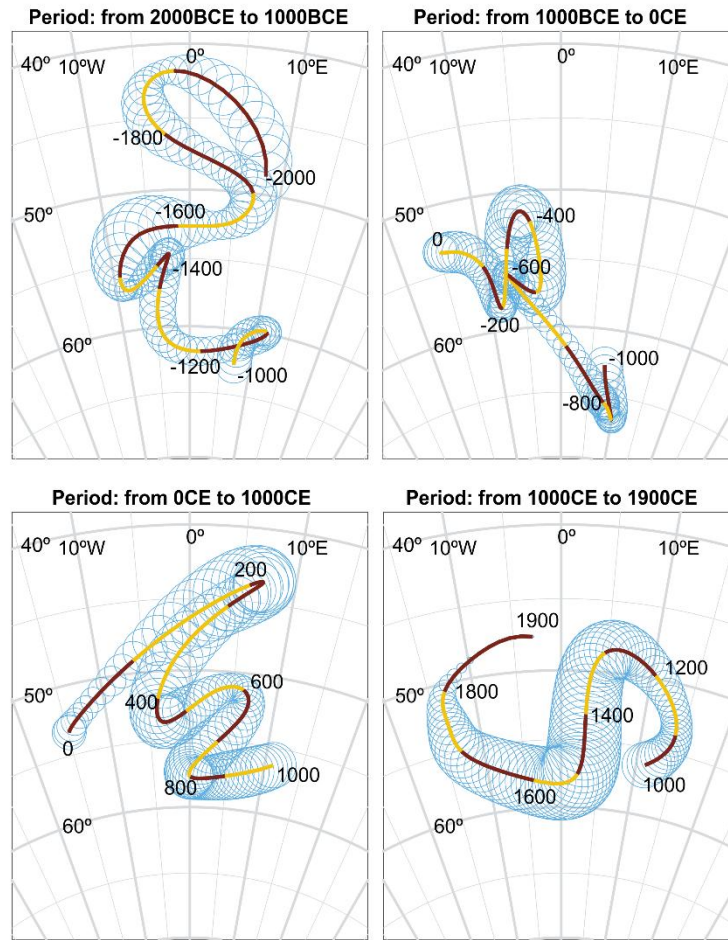 Period: from 2000BCE to 1000BCE
0º
40º 10ºW 10ºE
-1800
-2000
-1600
50º
-1400
60º
-1200
-1000
Period: from 1000BCE to 0CE
0º
40º 10ºW 10ºE
50º
0
-400
-600
-200
60º
-1000
-800
Period: from 0CE to 1000CE
0º
40º 10ºW 10ºE
200
50º
400
600
0
800
1000
60º
Period: from 1000CE to 1900CE
0º
40º 10ºW 10ºE
1900
1200
50º
1800
1400
1000
1600
60º